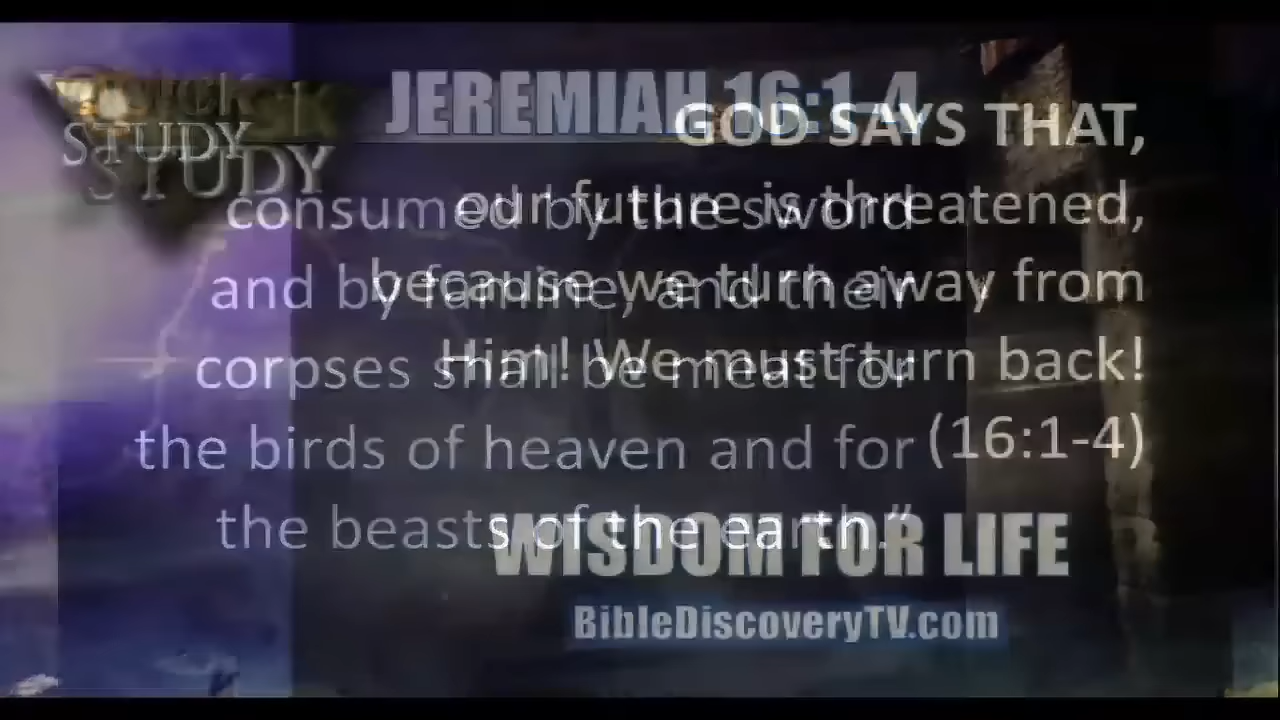 QUICK
STUDY
QUICK
STUDY
JEREMIAH 16:1-4
consumed by the sword
and by famine, and their
corpses shall be meat for
the birds of heaven and for
the beasts of the earth.”
GOD SAYS THAT,
our future is threatened,
because we turn away from
Him! We must turn back!
(16:1-4)
WISDOM FOR LIFE
BibleDiscoveryTV.com